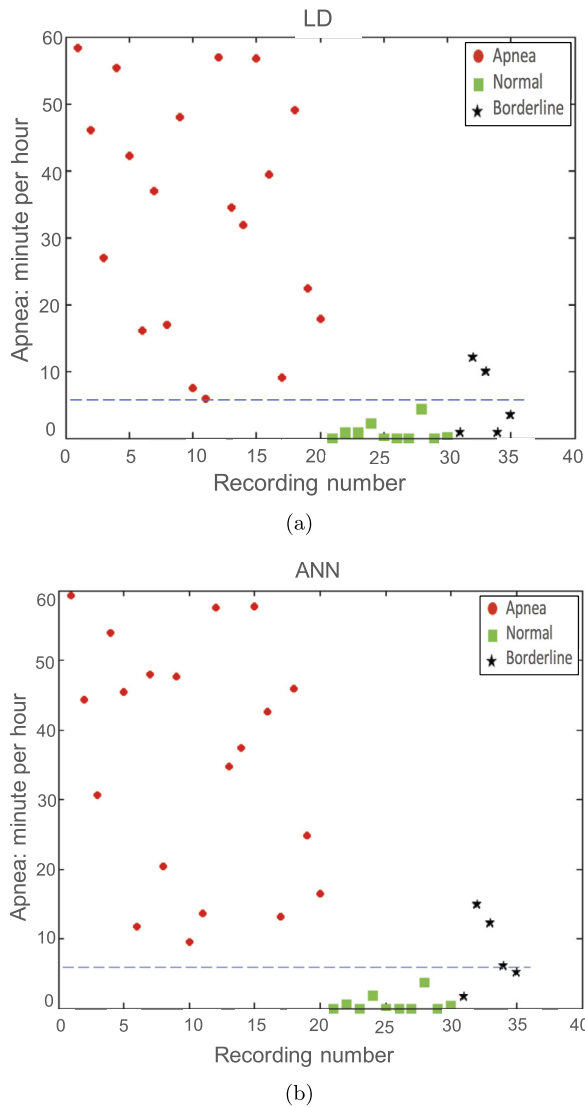 LD
60
50
40
30
20
10
0
Apnea: minute per hour
Apnea
Normal
Borderline
0 5 10 15 20 25 30 35 40
Recording number
(a)
ANN
60
50
40
30
20
10
0
Apnea: minute per hour
Apnea
Normal
Borderline
0 5 10 15 20 25 30 35 40
Recording number
(b)